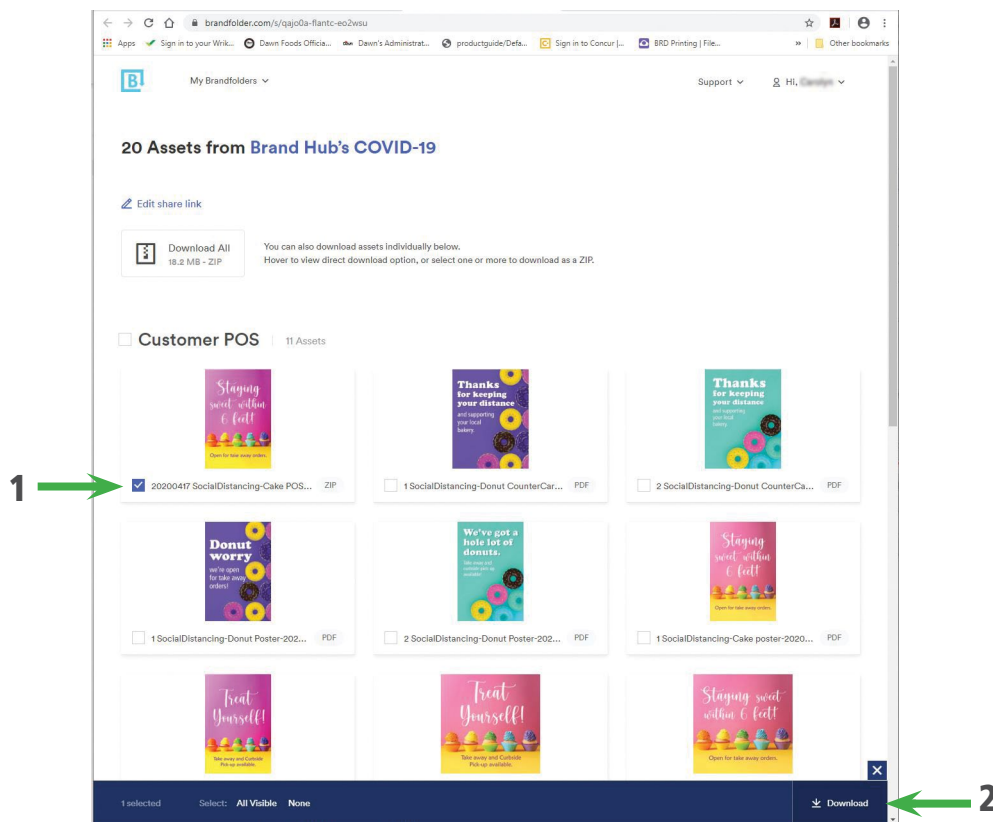 brandfolder.com/s/qajo0a-flantc-eo2wsu
Apps Sign in to your Wrik... Dawn Foods Officia... Dawn's Administrat... productguide/Defa... Sign in to Concur |... BRD Printing | File... » Other bookmarks
B
My Brandfolders Support Hi,
20 Assets from Brand Hub's COVID-19
Edit share link
Download All
18.2 MB - ZIP
You can also download assets individually below.
Hover to view direct download option, or select one or more to download as a ZIP.
Customer POS 11 Assets
Staying
sweet within
6 feet!
Open for take away orders.
Thanks
for keeping
your distance
and supporting
your local
bakery.
Thanks
for keeping
your distance
and supporting
your local
bakery.
1
20200417 SocialDistancing-Cake POS... ZIP
1 SocialDistancing-Donut CounterCar... PDF
2 SocialDistancing-Donut CounterCa... PDF
Donut
worry
we're open
for take away
orders!
We've got a
hole lot of
donuts.
Take away and
curbside pick up
available!
Staying
sweet within
6 feet!
Open for take away orders.
1 SocialDistancing-Donut Poster-202... PDF
2 SocialDistancing-Donut Poster-202... PDF
1 SocialDistancing-Cake poster-2020... PDF
Treat
Yourself!
Take away and Curbside
Pick-up available.
Treat
Yourself!
Take away and Curbside
Pick-up available.
Staying sweet
within 6 feet!
Open for take away orders.
1 selected Select: All Visible None Download
2